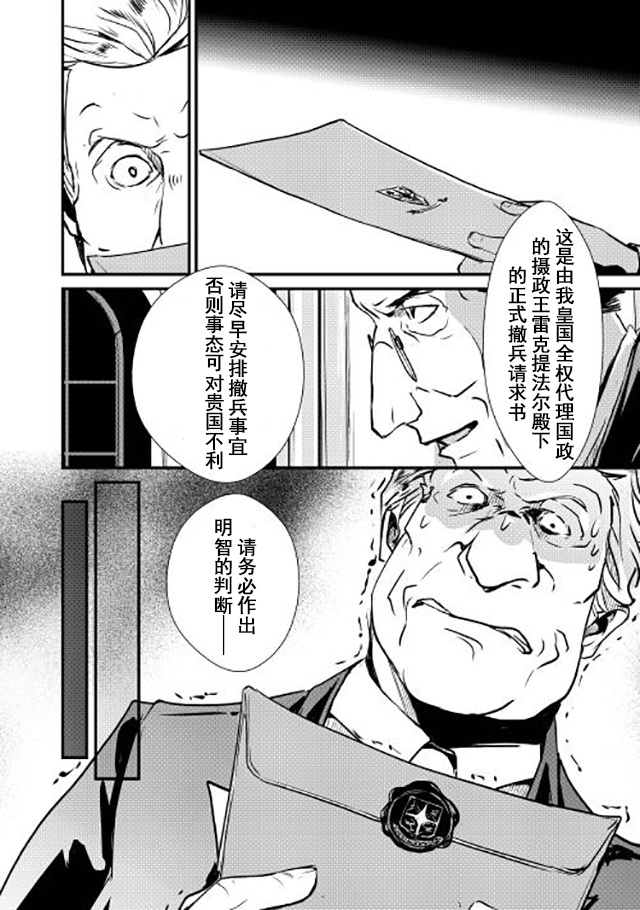 这是由我皇国全权代理国政
的摄政王雷克提法尔殿下
的正式撤兵请求书
请尽早安排撤兵事宜
否则事态可对贵国不利
请务必作出
明智的判断——